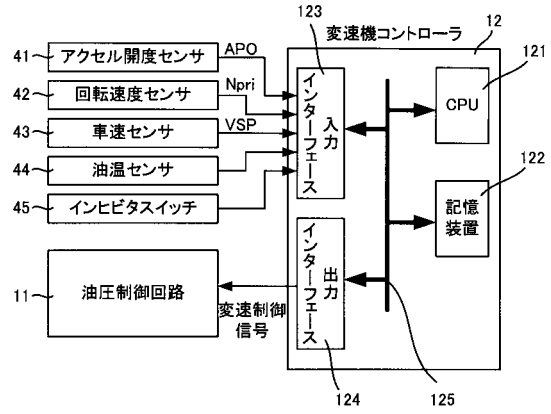 123
変速機コントローラ
12
121
41
アクセル開度センサ
APO
42
回転速度センサ
Npri
43
車速センサ
VSP
44
油温センサ
45
インヒビタスイッチ
入力
インターフェース
CPU
122
記憶
装置
11
油圧制御回路
変速制御
信号
出力
インターフェース
124
125